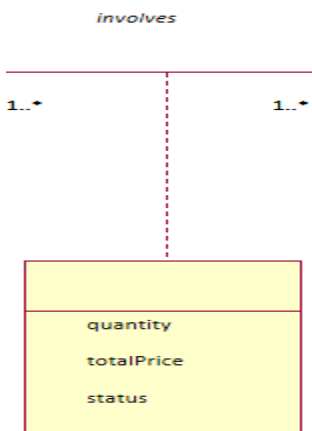 involves
1..* 1..*
quantity
totalPrice
status